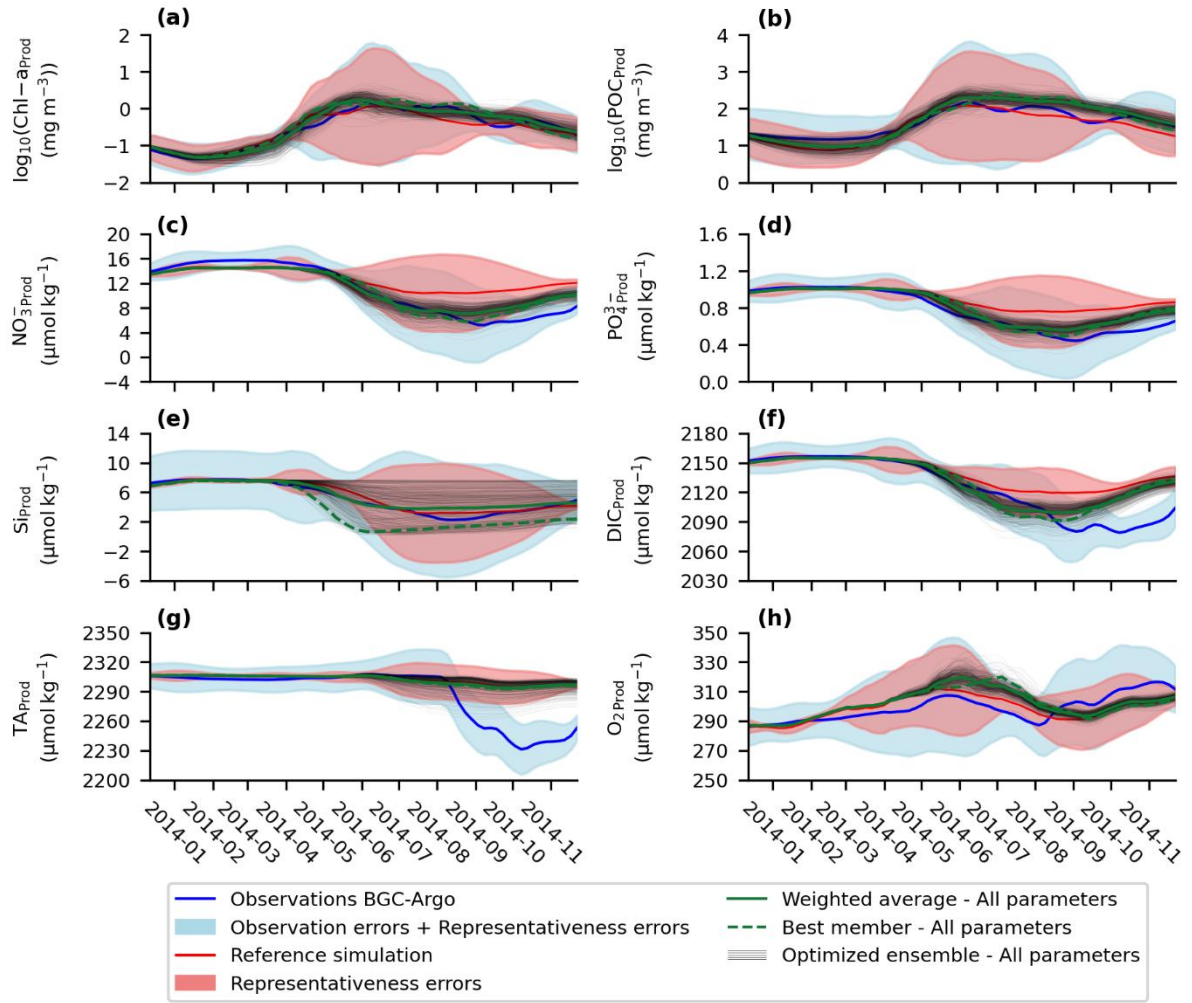 (a)
log₁₀(Chl−aProd)
(mg m⁻³))
2
1
0
−1
−2
(b)
log₁₀(POCProd)
(mg m⁻³))
4
3
2
1
0
(c)
NO₃⁻Prod
(μmol kg⁻¹)
20
16
12
8
4
0
−4
(d)
PO₄³⁻Prod
(μmol kg⁻¹)
1.6
1.2
0.8
0.4
0.0
(e)
SiProd
(μmol kg⁻¹)
14
10
6
2
−2
−6
(f)
DICProd
(μmol kg⁻¹)
2180
2150
2120
2090
2060
2030
(g)
TAProd
(μmol kg⁻¹)
2350
2320
2290
2260
2230
2200
(h)
O₂Prod
(μmol kg⁻¹)
350
330
310
290
270
250
2014-01
2014-02
2014-03
2014-04
2014-05
2014-06
2014-07
2014-08
2014-09
2014-10
2014-11
2014-01
2014-02
2014-03
2014-04
2014-05
2014-06
2014-07
2014-08
2014-09
2014-10
2014-11
Observations BGC-Argo
Observation errors + Representativeness errors
Reference simulation
Representativeness errors
Weighted average - All parameters
Best member - All parameters
Optimized ensemble - All parameters